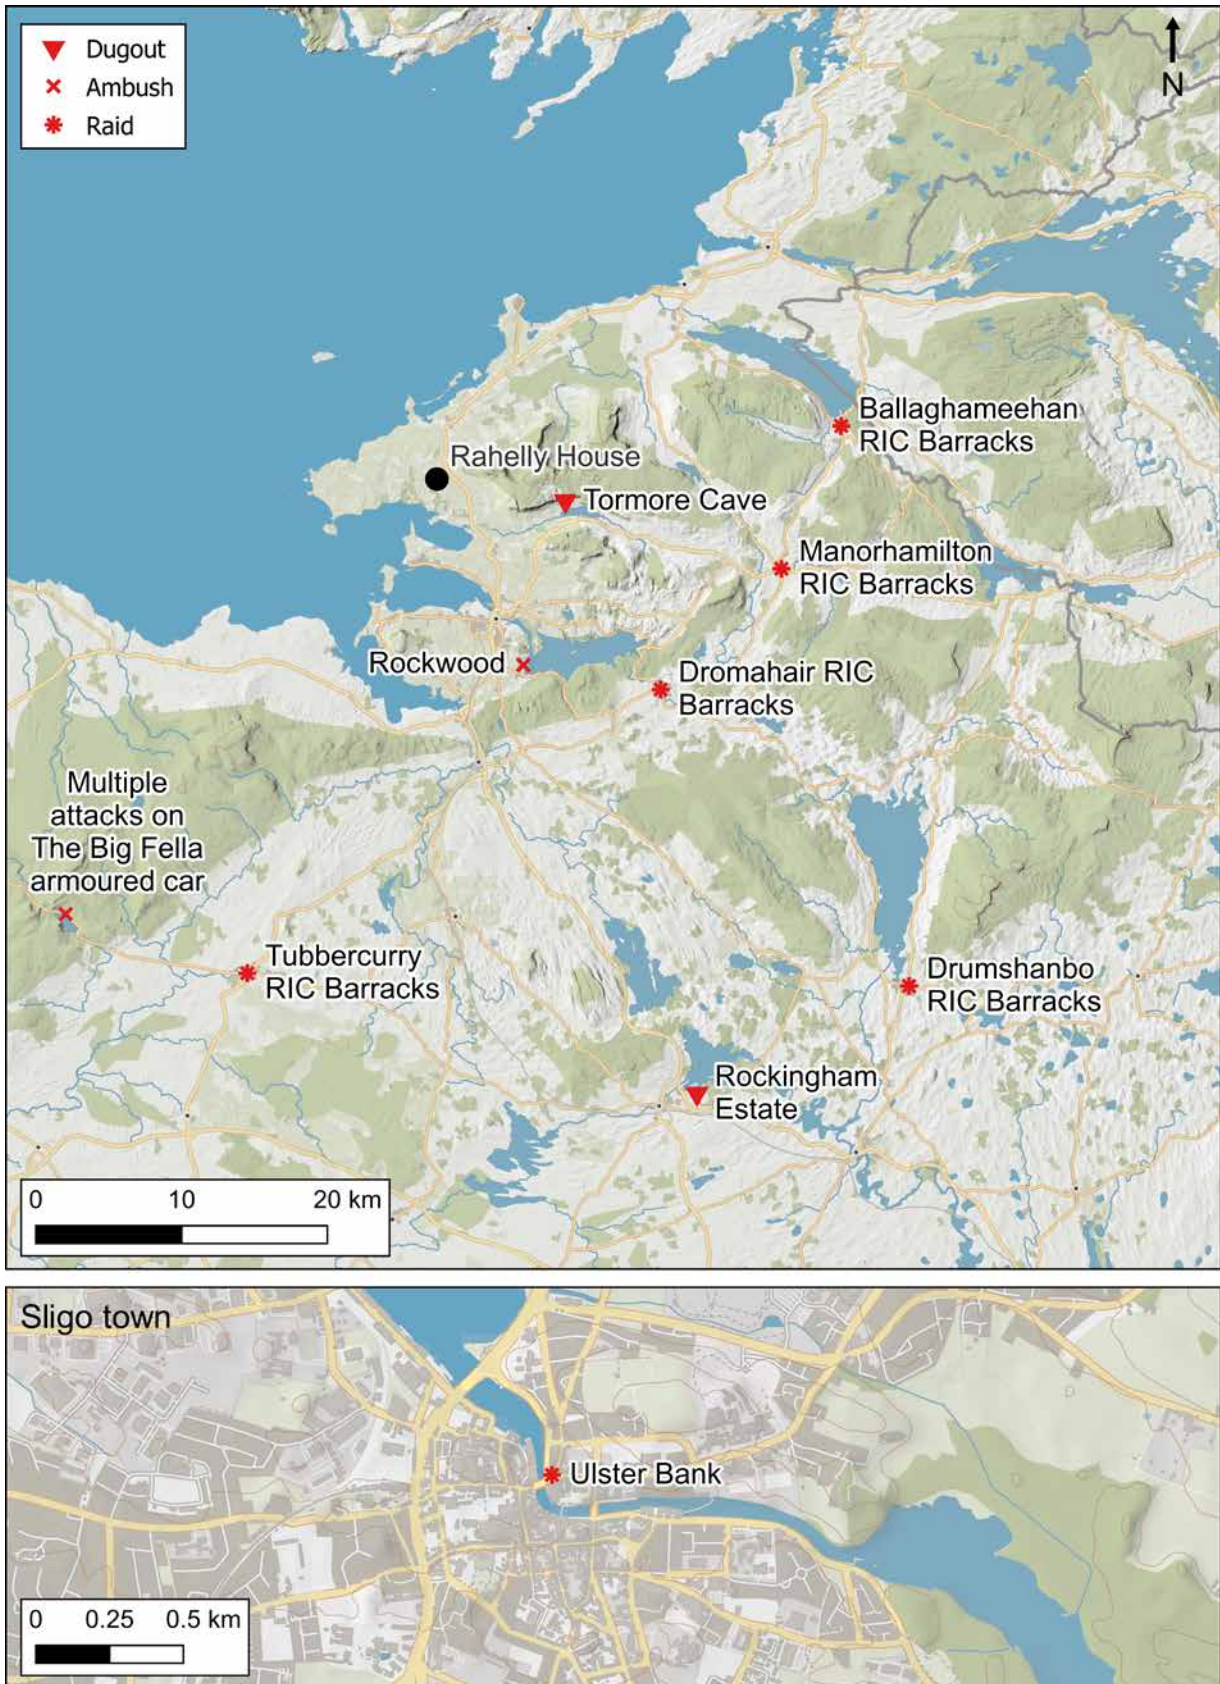 Dugout
Ambush
Raid
N
Ballaghameehan
RIC Barracks
Rahelly House
Tormore Cave
Manorhamilton
RIC Barracks
Rockwood
Dromahair RIC
Barracks
Multiple
attacks on
The Big Fella
armoured car
Tubbercurry
RIC Barracks
Drumshanbo
RIC Barracks
Rockingham
Estate
0 10 20 km
Sligo town
Ulster Bank
0 0.25 0.5 km